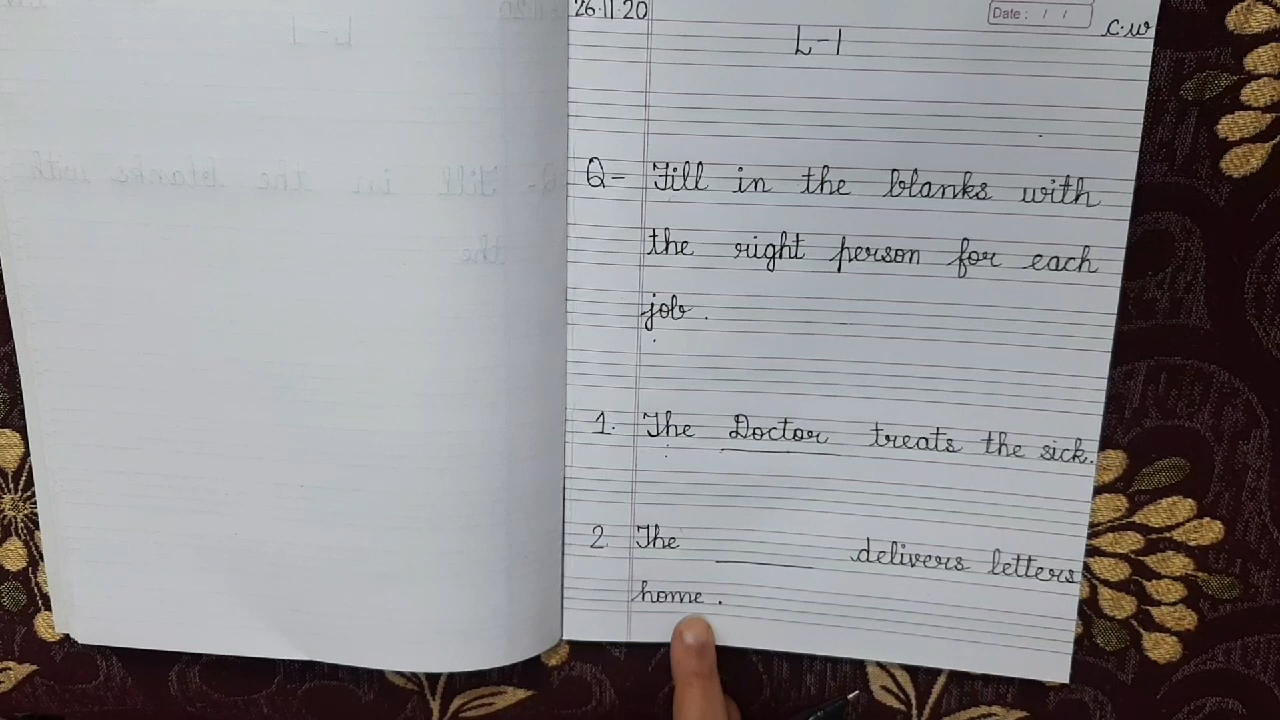 26·11·20
Date : / /
C.W
L-1
Q- Fill in the blanks with
the right person for each
job.
1. The Doctor treats the sick.
2. The ________ delivers letters
home.